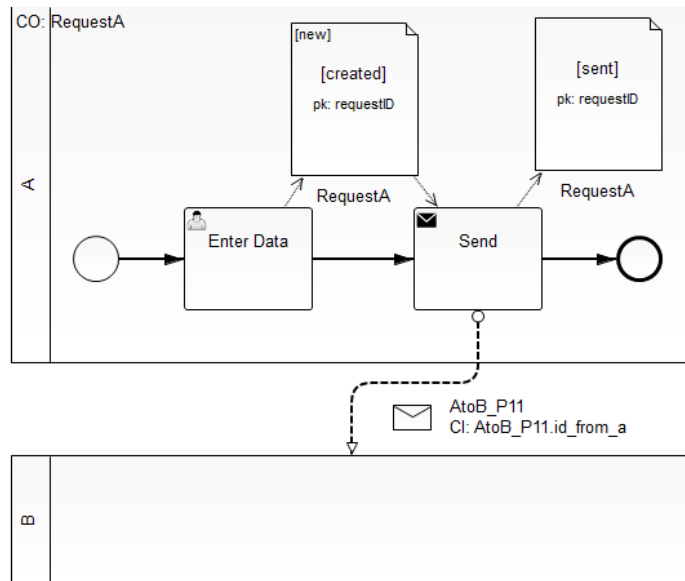 CO: RequestA
[new]
[created]
pk: requestID
RequestA
[sent]
pk: requestID
RequestA
A
Enter Data
Send
AtoB_P11
CI: AtoB_P11.id_from_a
B